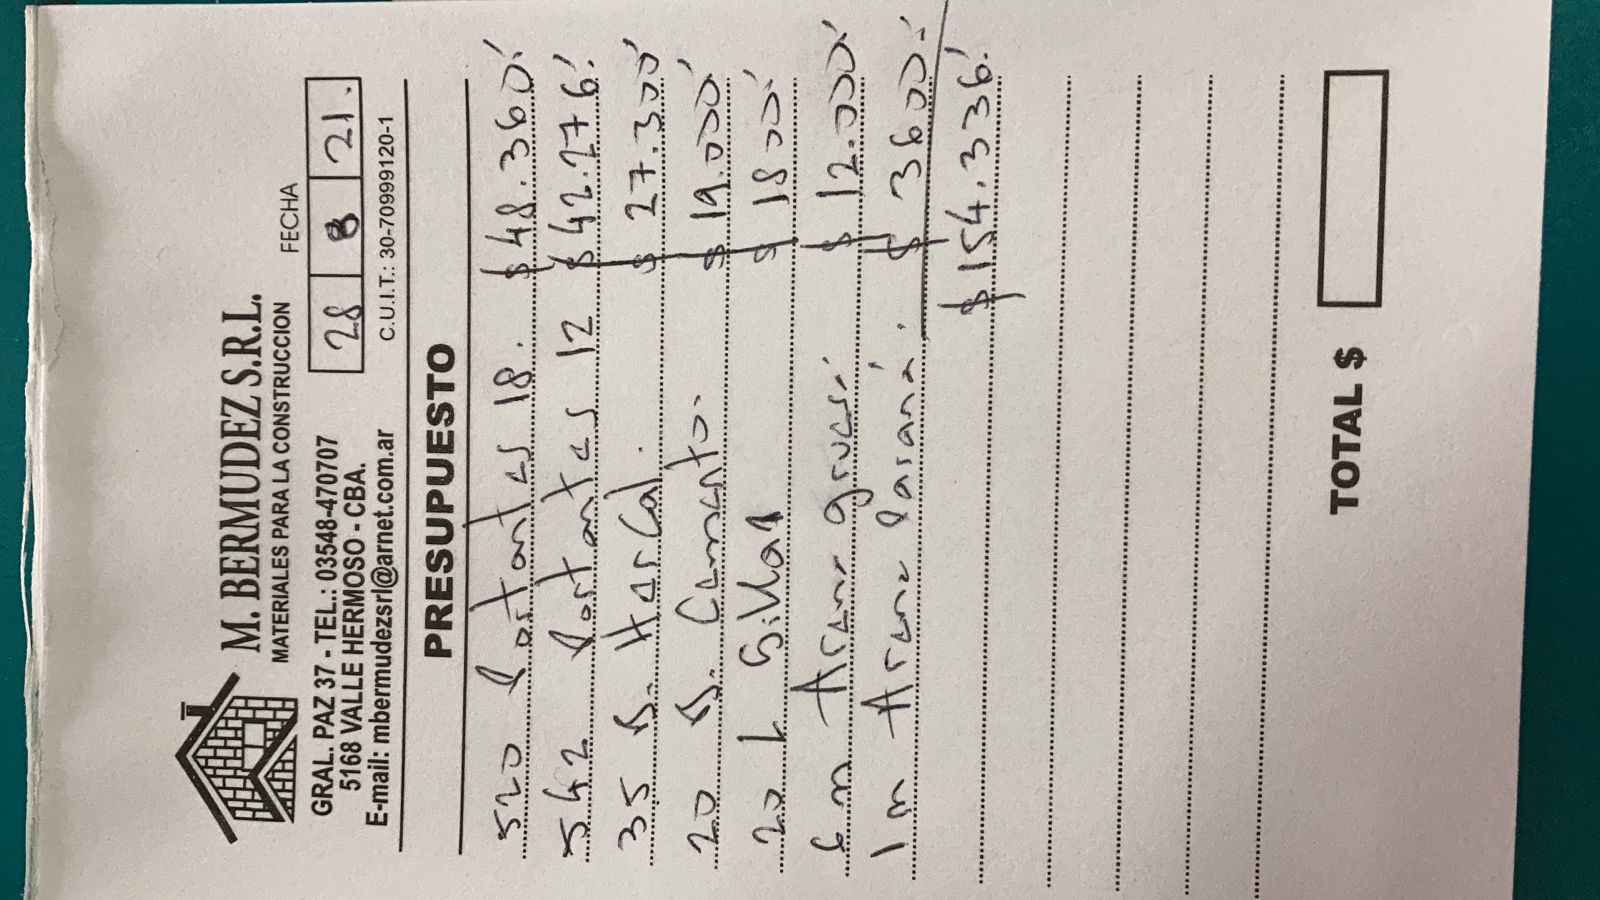 M. BERMUDEZ S.R.L.
MATERIALES PARA LA CONSTRUCCION
GRAL. PAZ 37 - TEL.: 03548-470707
5168 VALLE HERMOSO - CBA.
E-mail: mbermudezsrl@arnet.com.ar
FECHA
28 8 21.
C.U.I.T.: 30-70999120-1
PRESUPUESTO
520 Portantes 18. $ 48.360.
542 Portantes 12 $ 42.276.
35 B. Hercal. $ 27.300
20 B. Cemento. $ 19.000
20 L $ 1800
6 m Arena gruesa $ 12.000
1 m Arena Parana. $ 3600.
$ 154.336.
TOTAL $